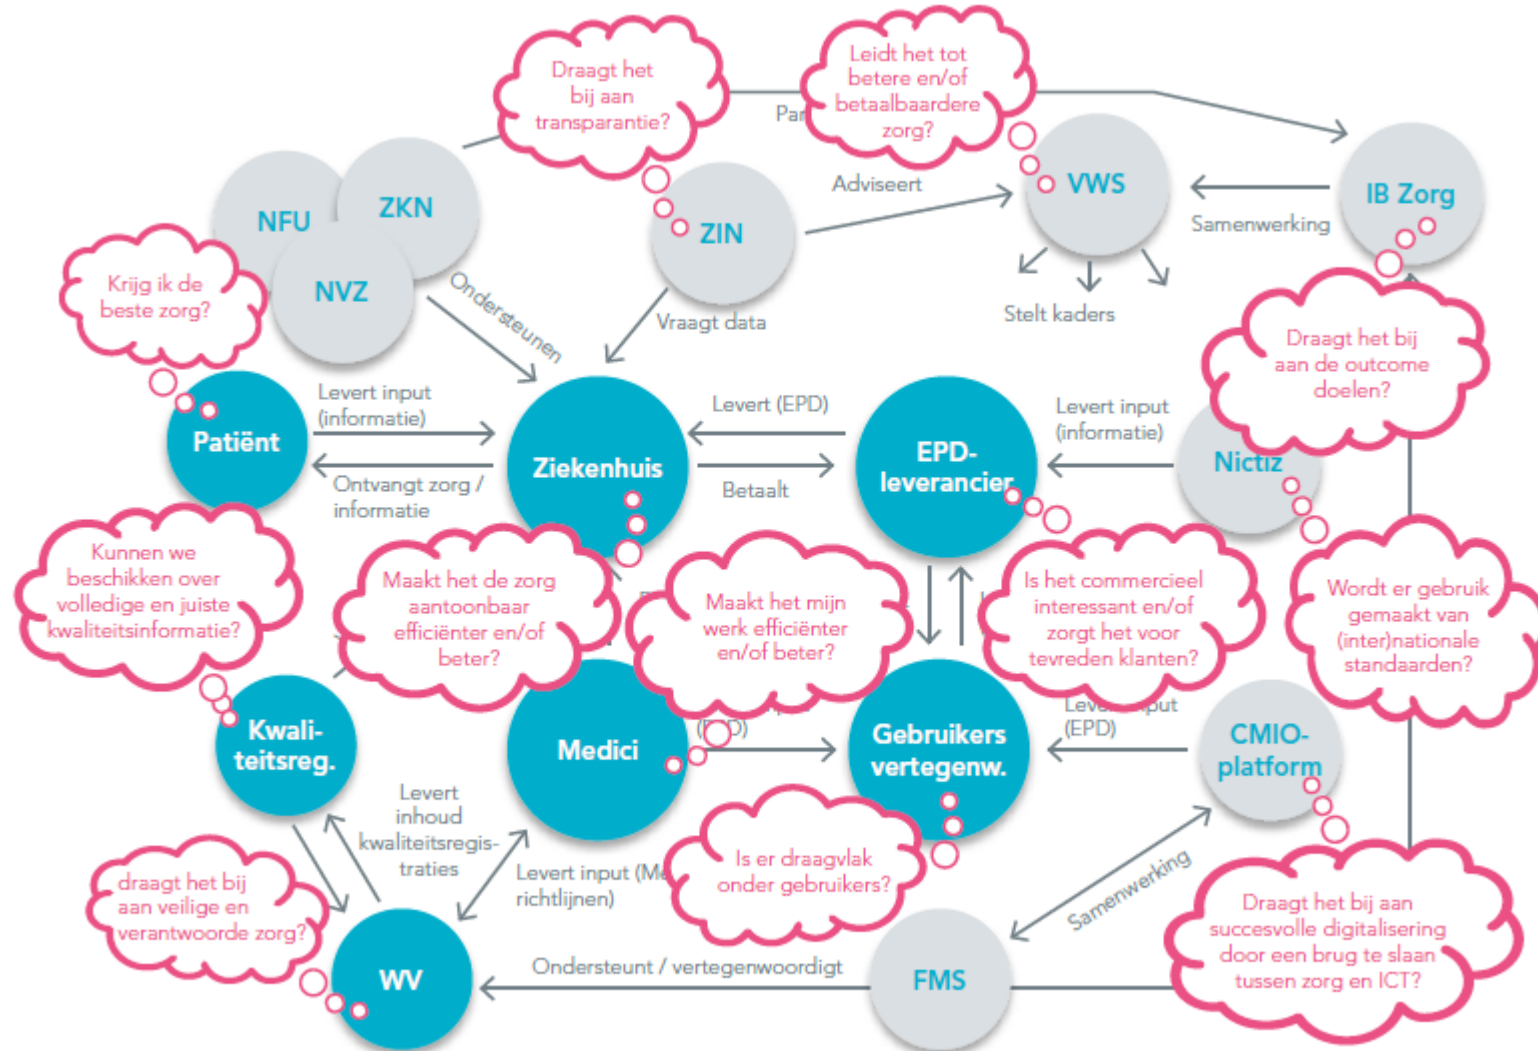 Draagt het
bij aan
transparantie?
Leidt het tot
betere en/of
betaalbaardere
zorg?
NFU
ZKN
NVZ
ZIN
Adviseert
VWS
Samenwerking
IB Zorg
Krijg ik de
beste zorg?
Ondersteunen
Vraagt data
Stelt kaders
Draagt het bij
aan de outcome
doelen?
Patiënt
Levert input
(informatie)
Ontvangt zorg /
informatie
Ziekenhuis
Levert (EPD)
Betaalt
EPD-
leverancier
Levert input
(informatie)
Nictiz
Kunnen we
beschikken over
volledige en juiste
kwaliteitsinformatie?
Maakt het de zorg
aantoonbaar
efficiënter en/of
beter?
Maakt het mijn
werk efficiënter
en/of beter?
Is het commercieel
interessant en/of
zorgt het voor
tevreden klanten?
Wordt er gebruik
gemaakt van
(inter)nationale
standaarden?
Kwali-
teitsreg.
Medici
Gebruikers
vertegenw.
(EPD)
CMIO-
platform
Levert
inhoud
kwaliteitsregis-
traties
Levert input
richtlijnen)
Is er draagvlak
onder gebruikers?
Samenwerking
draagt het bij
aan veilige en
verantwoorde zorg?
Draagt het bij aan
succesvolle digitalisering
door een brug te slaan
tussen zorg en ICT?
WV
Ondersteunt / vertegenwoordigt
FMS